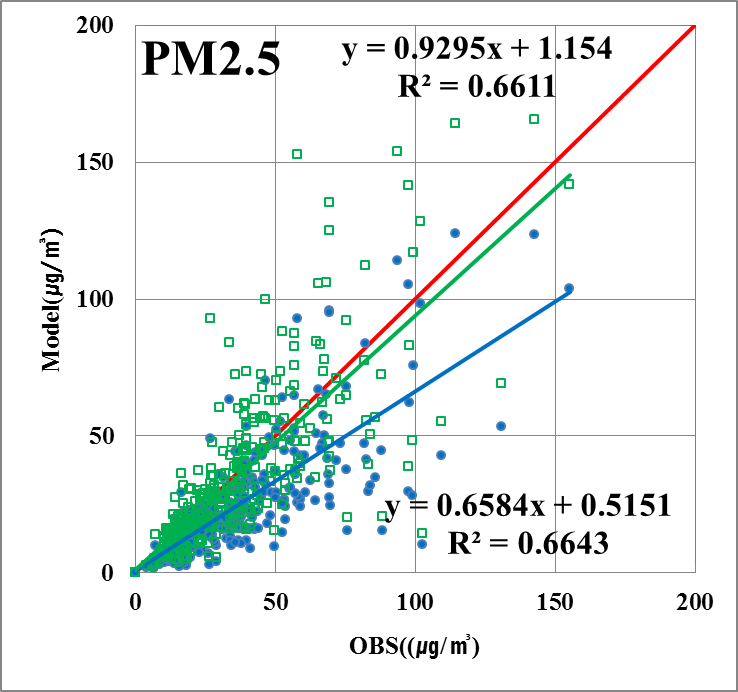 PM2.5
y = 0.9295x + 1.154
R² = 0.6611
200
150
100
50
0
Model(㎍/㎥)
y = 0.6584x + 0.5151
R² = 0.6643
0 50 100 150 200
OBS((㎍/㎥)